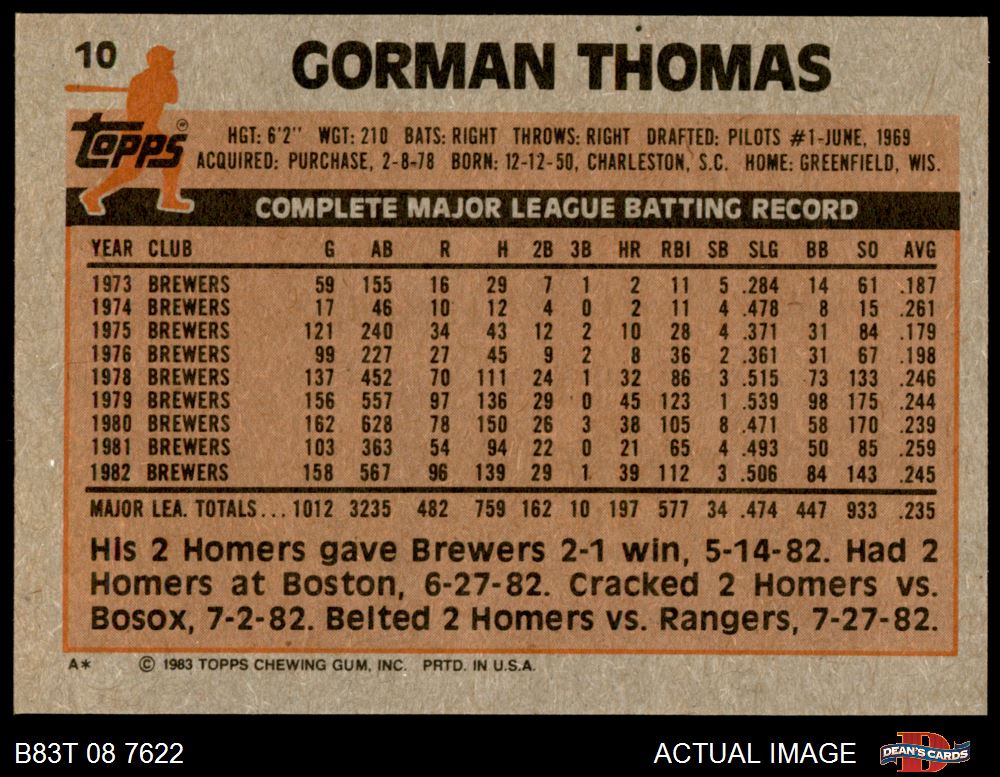 10
GORMAN THOMAS
Topps ®
HGT: 6'2" WGT: 210 BATS: RIGHT THROWS: RIGHT DRAFTED: PILOTS #1-JUNE, 1969
ACQUIRED: PURCHASE, 2-8-78 BORN: 12-12-50, CHARLESTON, S.C. HOME: GREENFIELD, WIS.
COMPLETE MAJOR LEAGUE BATTING RECORD
YEAR CLUB G AB R H 2B 3B HR RBI SB SLG BB SO AVG
1973 BREWERS 59 155 16 29 7 1 2 11 5 .284 14 61 .187
1974 BREWERS 17 46 10 12 4 0 2 11 4 .478 8 15 .261
1975 BREWERS 121 240 34 43 12 2 10 28 4 .371 31 84 .179
1976 BREWERS 99 227 27 45 9 2 8 36 2 .361 31 67 .198
1978 BREWERS 137 452 70 111 24 1 32 86 3 .515 73 133 .246
1979 BREWERS 156 557 97 136 29 0 45 123 1 .539 98 175 .244
1980 BREWERS 162 628 78 150 26 3 38 105 8 .471 58 170 .239
1981 BREWERS 103 363 54 94 22 0 21 65 4 .493 50 85 .259
1982 BREWERS 158 567 96 139 29 1 39 112 3 .506 84 143 .245
MAJOR LEA. TOTALS... 1012 3235 482 759 162 10 197 577 34 .474 447 933 .235
His 2 Homers gave Brewers 2-1 win, 5-14-82. Had 2
Homers at Boston, 6-27-82. Cracked 2 Homers vs.
Bosox, 7-2-82. Belted 2 Homers vs. Rangers, 7-27-82.
A* © 1983 TOPPS CHEWING GUM, INC. PRTD. IN U.S.A.
B83T 08 7622 ACTUAL IMAGE DEAN'S CARDS